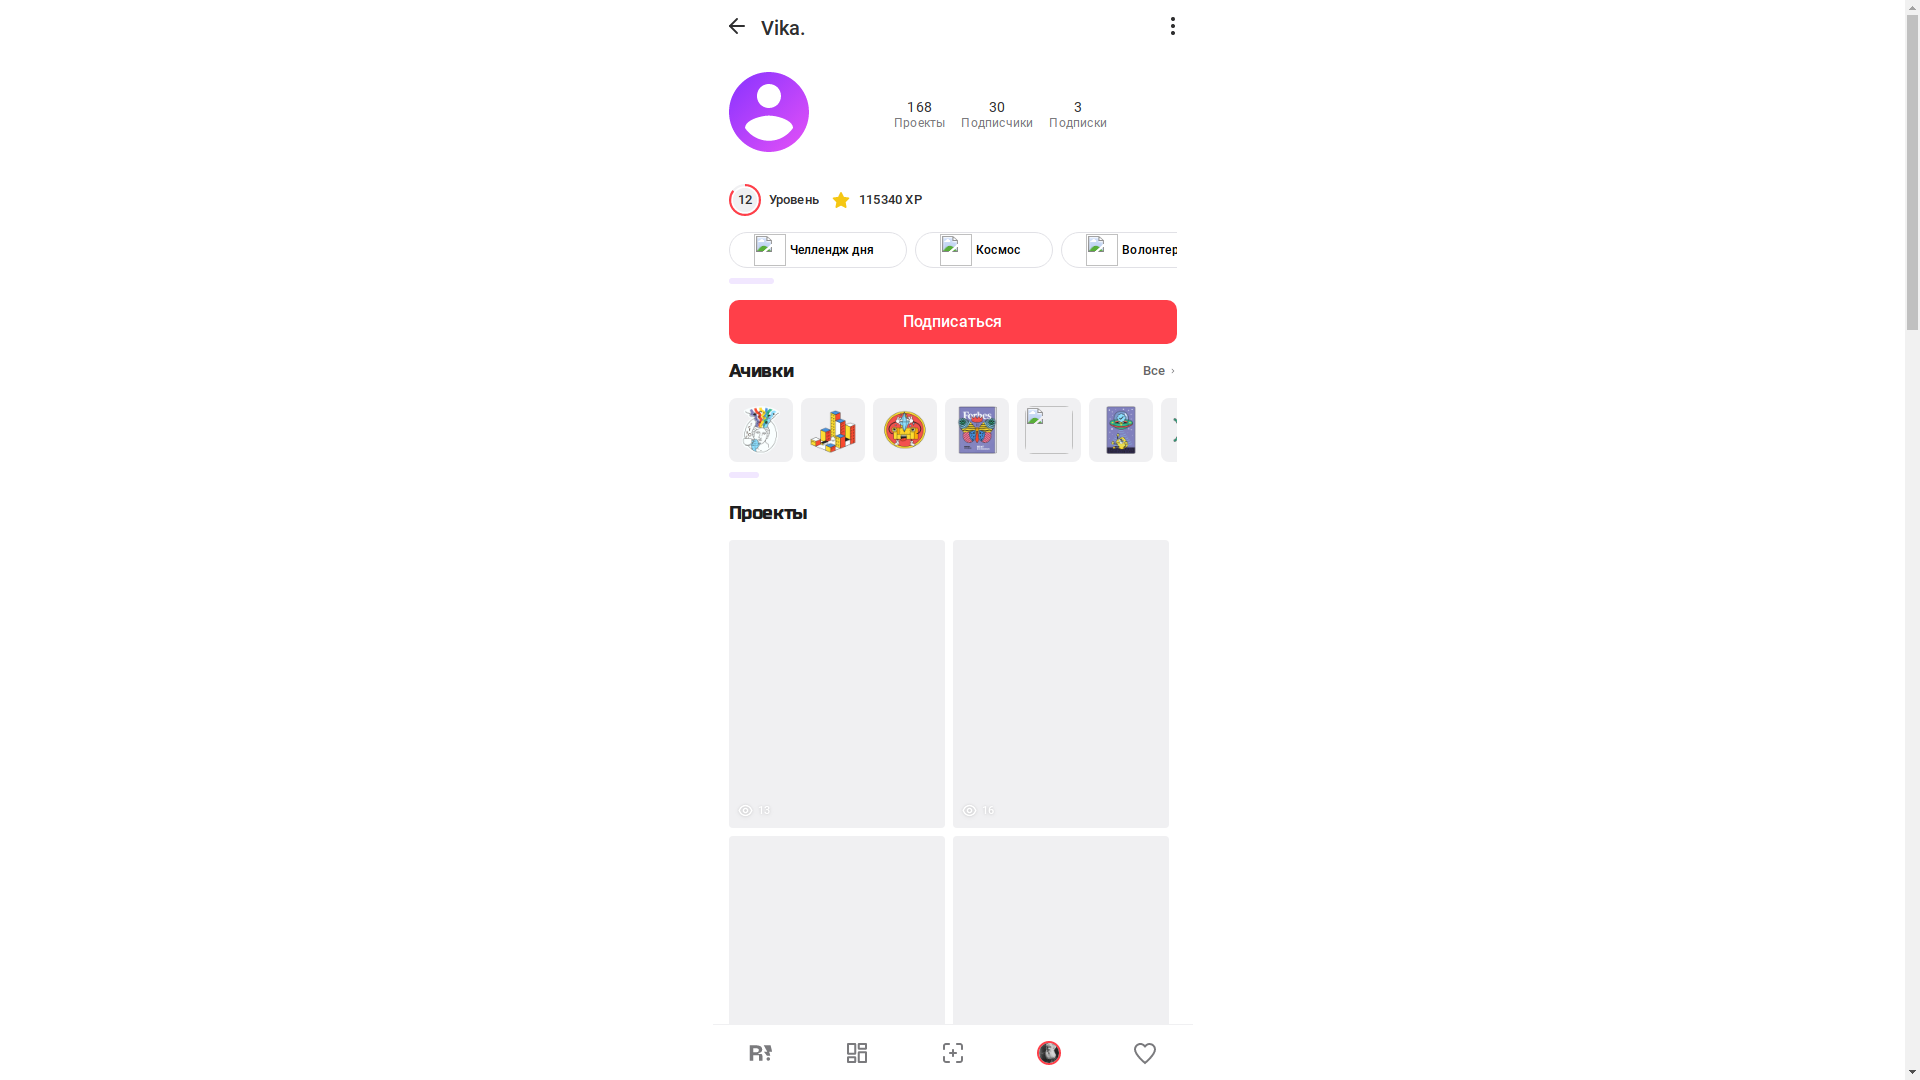 Vika.
168
Проекты
30
Подписчики
3
Подписки
12
Уровень
115340 XP
Челлендж дня
Космос
Волонтер
Подписаться
Ачивки
Все
Forbes
Проекты
13
16
R!